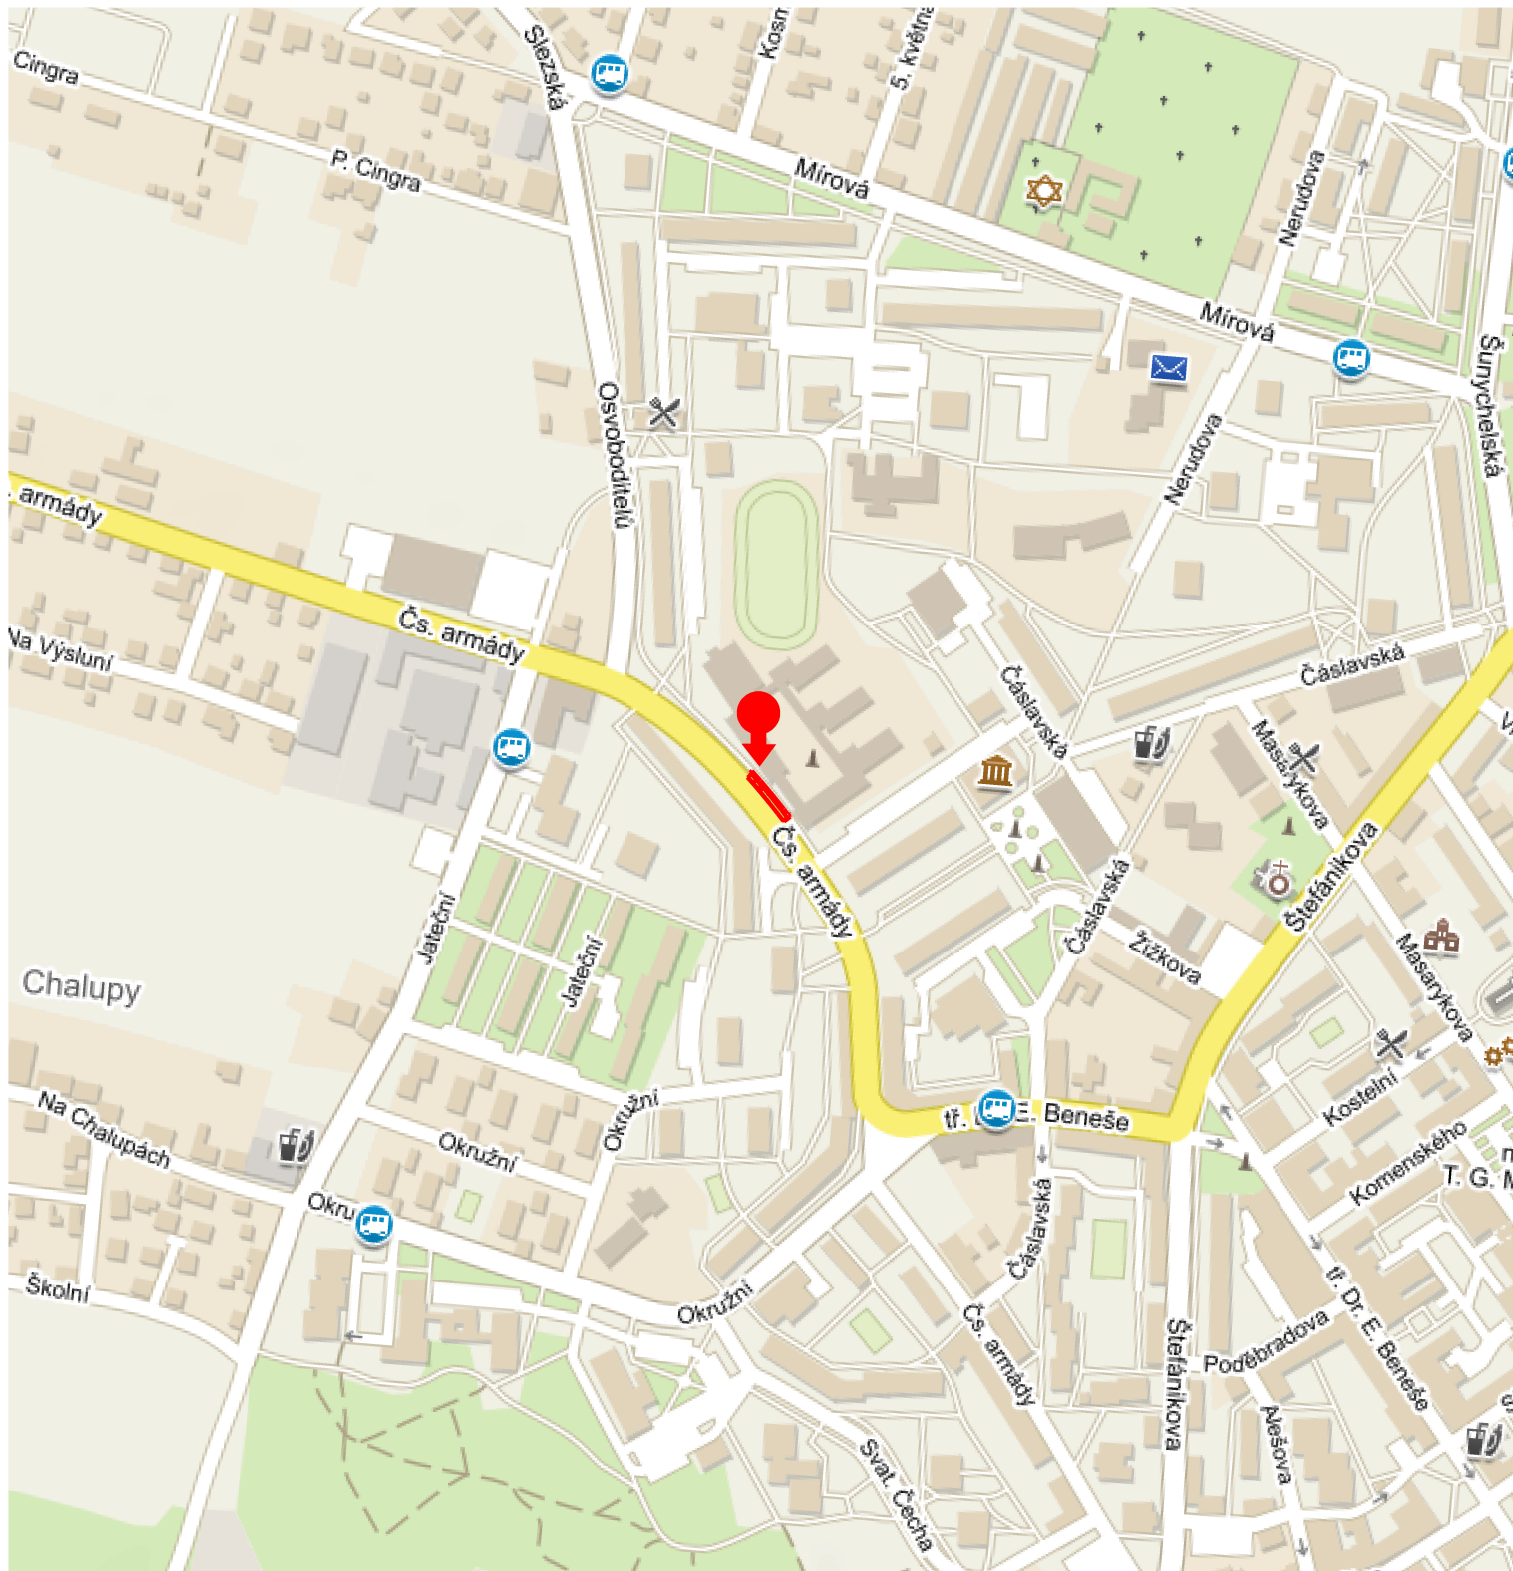 Cingra
Slezská
Kosm
5. května
P. Cingra
Mírová
Nerudova
Mírová
Šunychelská
Osvoboditelů
Nerudova
. armády
Čs. armády
Na Výsluní
Čáslavská
Čáslavská
Masarykova
Čs. armády
Štefánikova
Čáslavská
Žižkova
Jateční
Jateční
Masarykova
Chalupy
Na Chalupách
Okružní
Okružní
tř.
E. Beneše
Kostelní
Komenského
T. G. M
Okru
Čáslavská
Školní
Okružní
Čs. armády
tř. Dr. E. Beneše
Poděbradova
Štefánikova
Alešova
Svat. Čecha